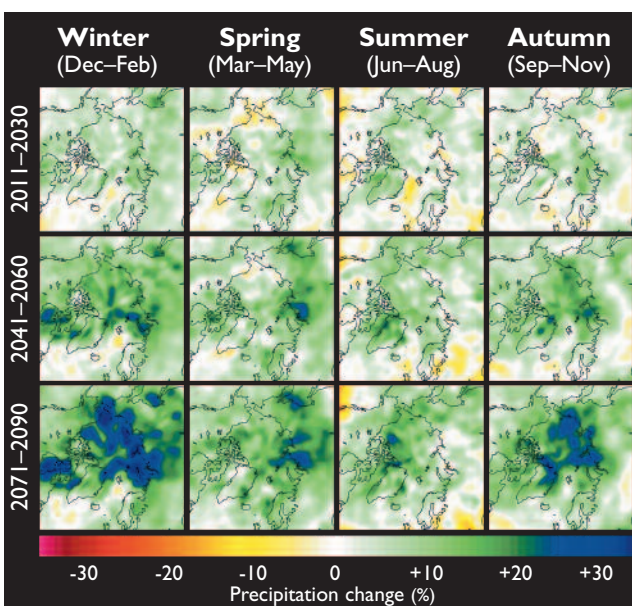 Winter Spring Summer Autumn
(Dec–Feb) (Mar–May) (Jun–Aug) (Sep–Nov)
2011–2030
2041–2060
2071–2090
-30 -20 -10 0 +10 +20 +30
Precipitation change (%)